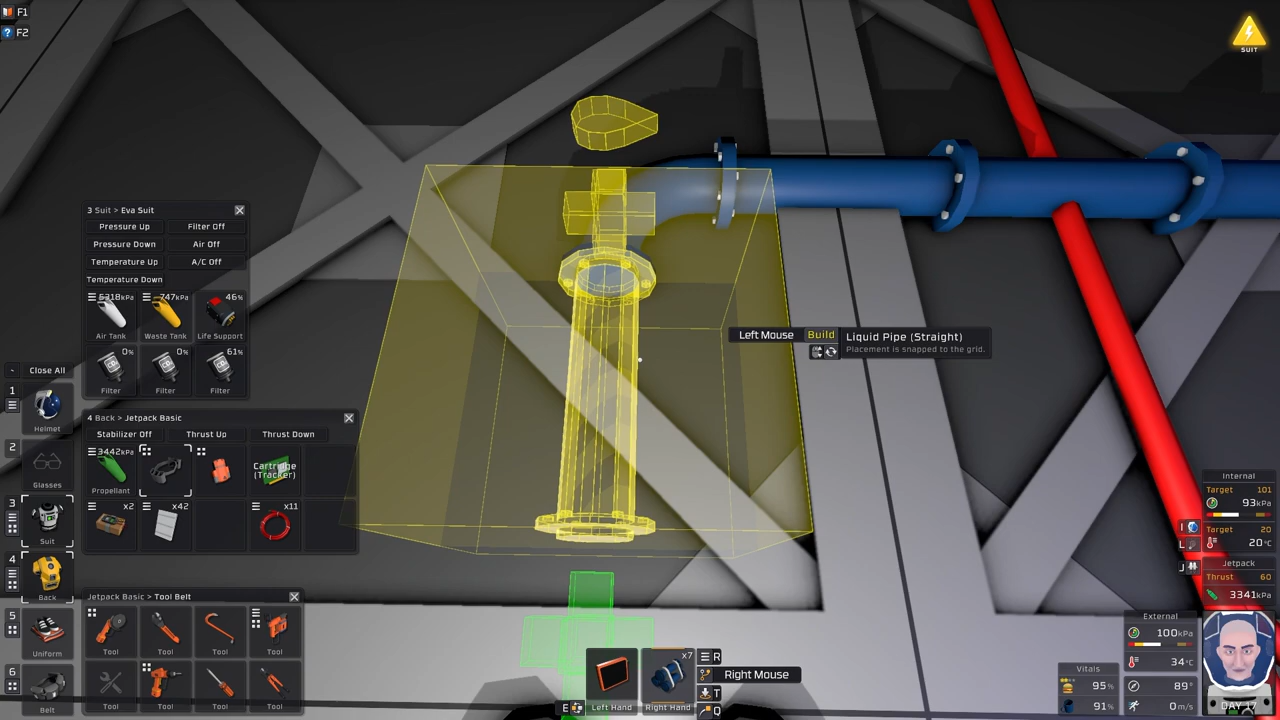 F1
? F2
SUIT
3 Suit > Eva Suit
Pressure Up
Filter Off
Pressure Down
Air Off
Temperature Up
A/C Off
Temperature Down
5318kPa
747kPa
46%
Air Tank
Waste Tank
Life Support
0%
0%
61%
Filter
Filter
Filter
Left Mouse
Build
Liquid Pipe (Straight)
Placement is snapped to the grid.
~
Close All
1
Helmet
2
Glasses
3
Suit
4
Back
5
Uniform
6
Belt
4 Back > Jetpack Basic
Stabilizer Off
Thrust Up
Thrust Down
3442kPa
Cartridge
(Tracker)
Propellant
x2
x42
x11
Jetpack Basic > Tool Belt
Tool
Tool
Tool
Tool
Tool
Tool
Tool
Tool
x7
R
Right Mouse
T
Q
E
Left Hand
Right Hand
Internal
Target 101
93kPa
Target 20
20°C
Jetpack
Thrust 60
3341kPa
External
100kPa
34°C
Vitals
95%
91%
89°
0m/s
DAY 17